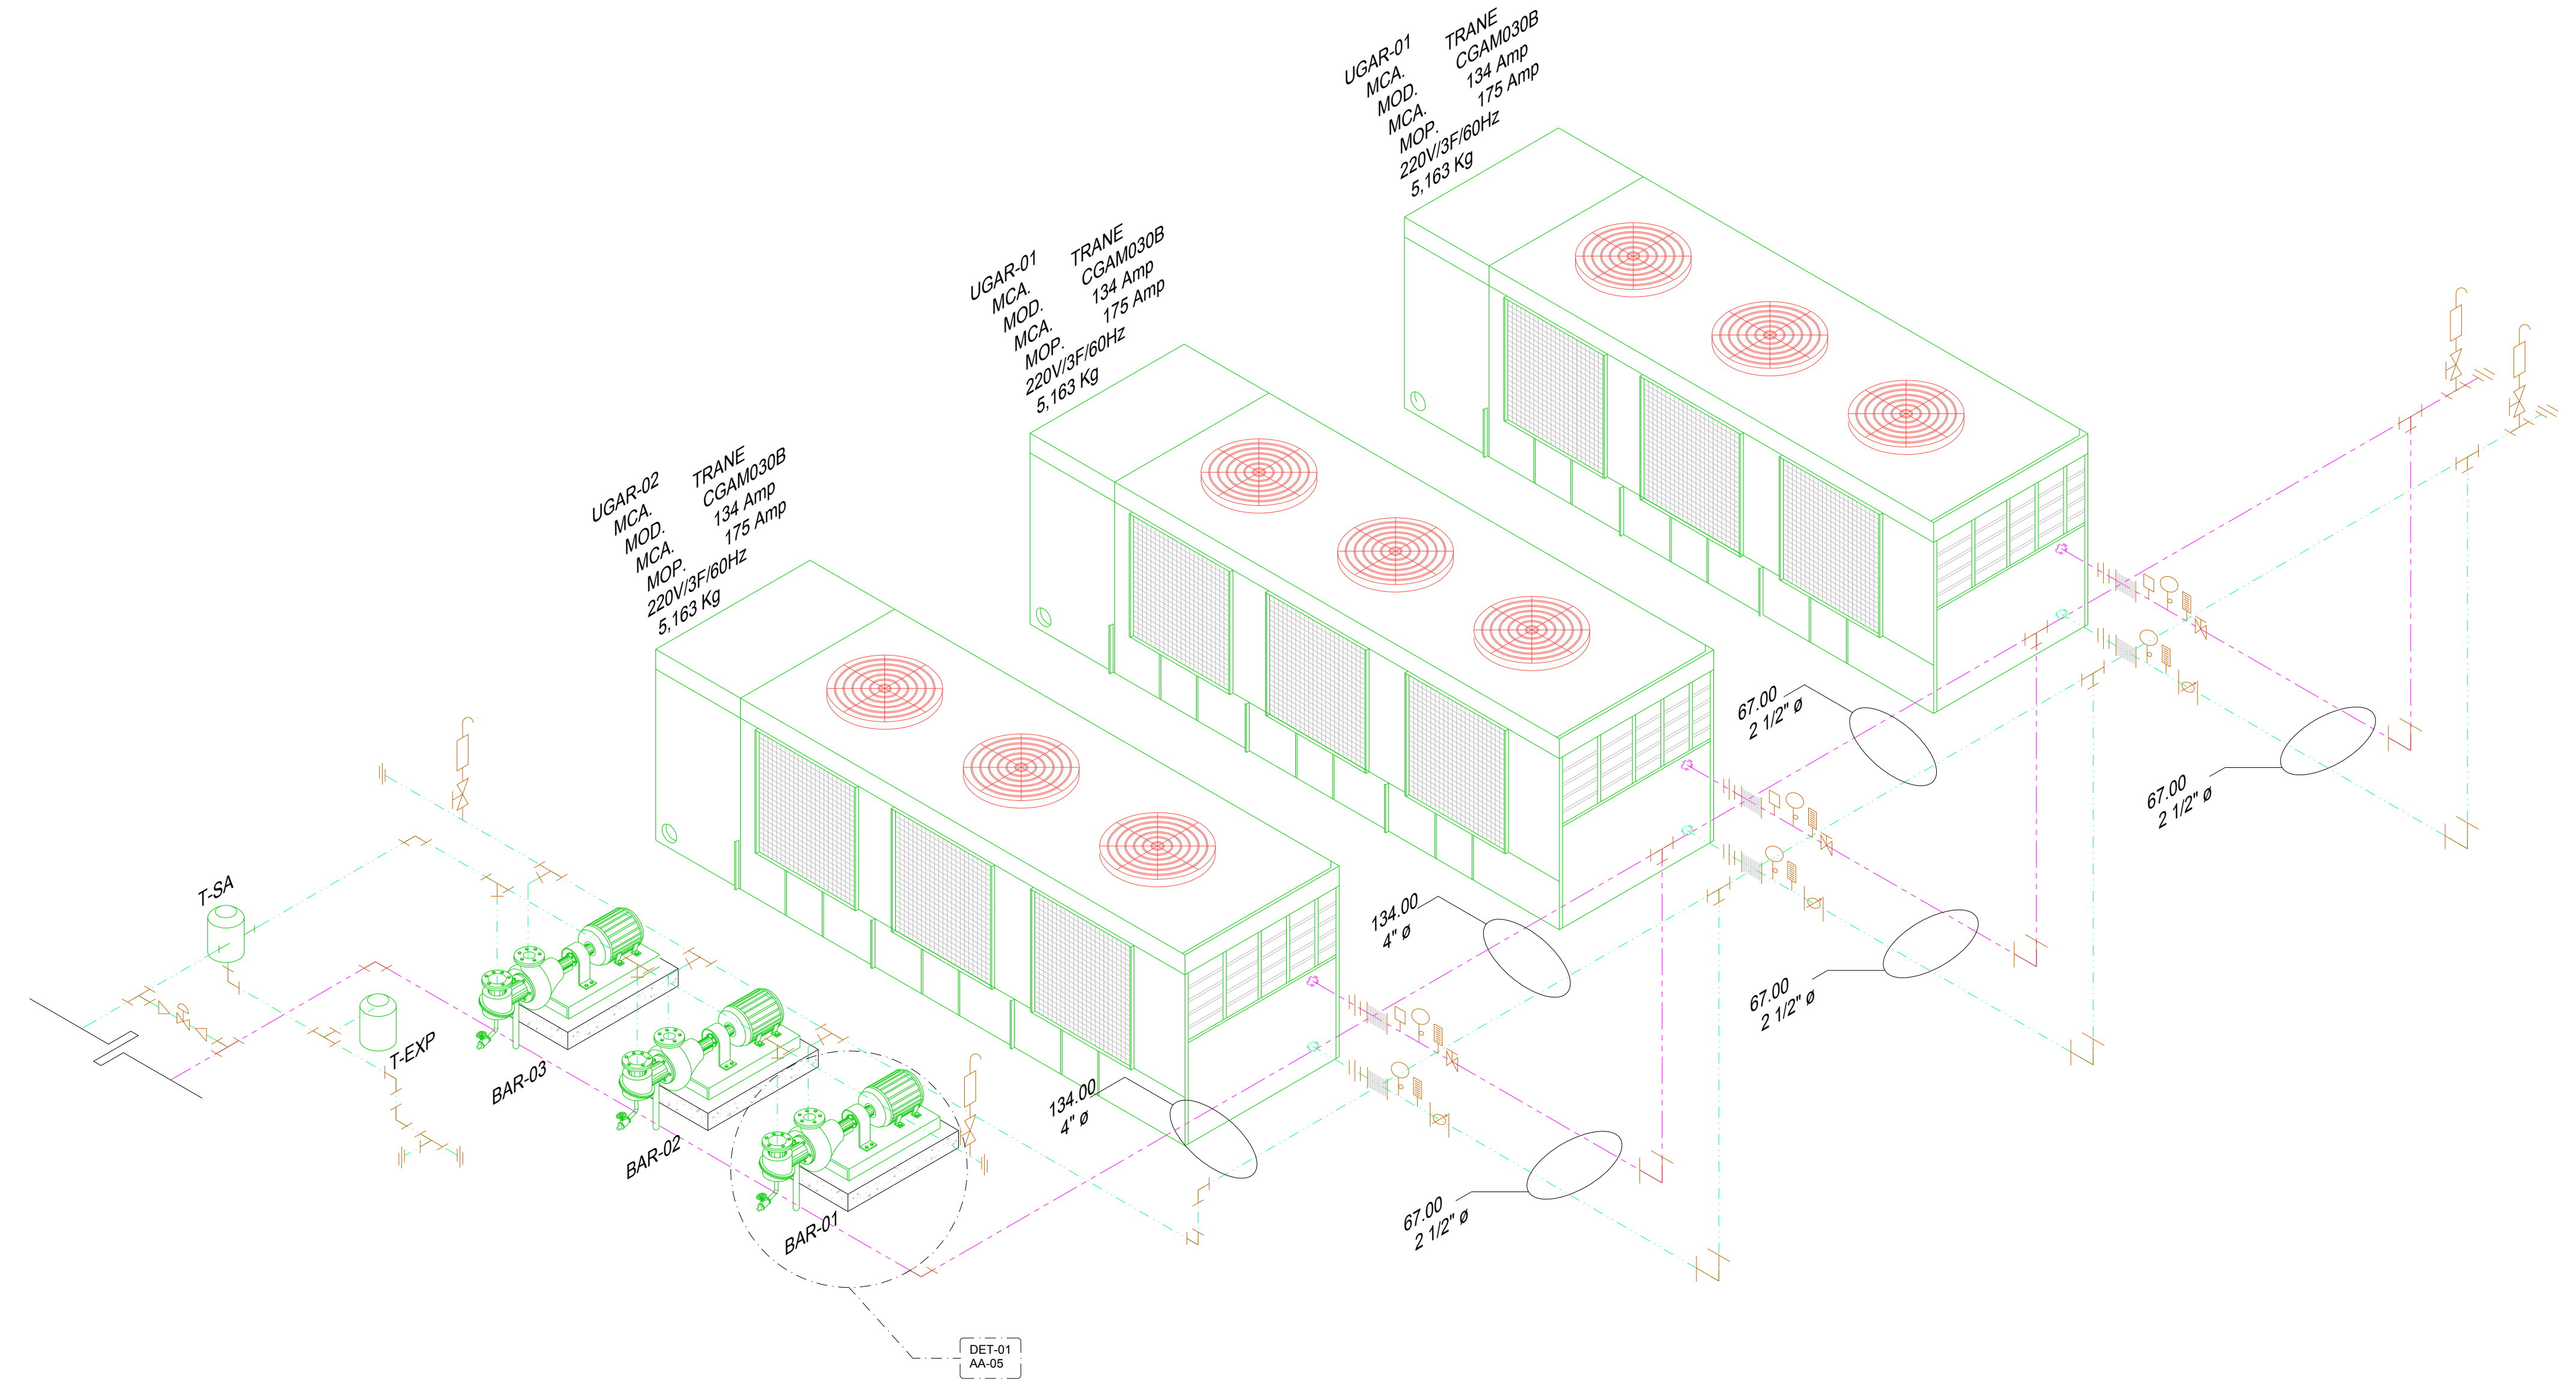 UGAR-01 TRANE
MCA. CGAM030B
MOD. 134 Amp
MCA. 175 Amp
MOP.
220V/3F/60Hz
5,163 Kg
UGAR-01 TRANE
MCA. CGAM030B
MOD. 134 Amp
MCA. 175 Amp
MOP.
220V/3F/60Hz
5,163 Kg
UGAR-02 TRANE
MCA. CGAM030B
MOD. 134 Amp
MCA. 175 Amp
MOP.
220V/3F/60Hz
5,163 Kg
67.00
2 1/2" ø
67.00
2 1/2" ø
134.00
4" ø
67.00
2 1/2" ø
134.00
4" ø
67.00
2 1/2" ø
T-SA
T-EXP
BAR-03
BAR-02
BAR-01
DET-01
AA-05